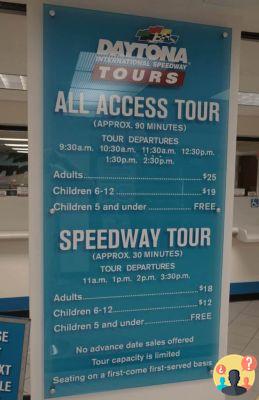 DAYTONA
INTERNATIONAL SPEEDWAY
TOURS
ALL ACCESS TOUR
(APPROX. 90 MINUTES)
TOUR DEPARTURES
9:30a.m. 10:30a.m. 11:30a.m. 12:30p.m.
1:30p.m. 2:30p.m.
Adults $25
Children 6-12 $19
Children 5 and under FREE
SPEEDWAY TOUR
(APPROX. 30 MINUTES)
TOUR DEPARTURES
11a.m. 1p.m. 2p.m. 3:30p.m.
Adults $18
Children 6-12 $12
Children 5 and under FREE
No advance date sales offered
Tour capacity is limited
Seating on a first-come first-served basis
SE
EXT
LE